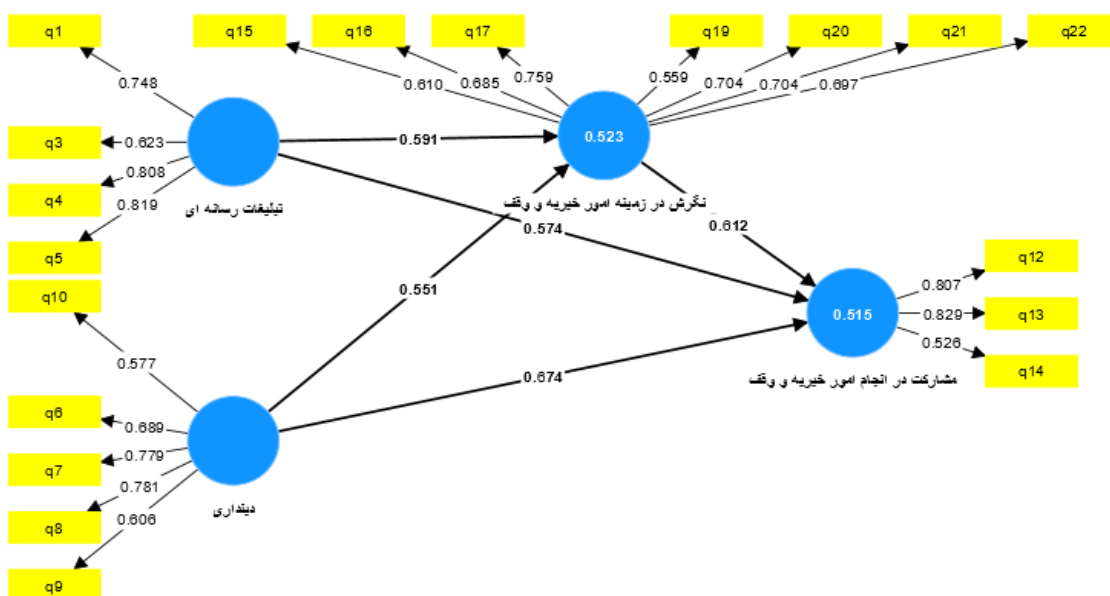 q1
q15
q16
q17
q19
q20
q21
q22
0.748
0.610
0.685
0.759
0.559
0.704
0.704
0.697
q3
0.623
0.591
0.523
q4
0.808
0.819
تبلیغات رسانه ای
نگرش در زمینه امور خیریه و وقف
0.574
0.612
q5
q10
0.551
q12
0.807
q13
0.829
0.515
0.526
q14
0.577
0.674
مشارکت در انجام امور خیریه و وقف
q6
0.689
q7
0.779
0.781
q8
0.606
دینداری
q9